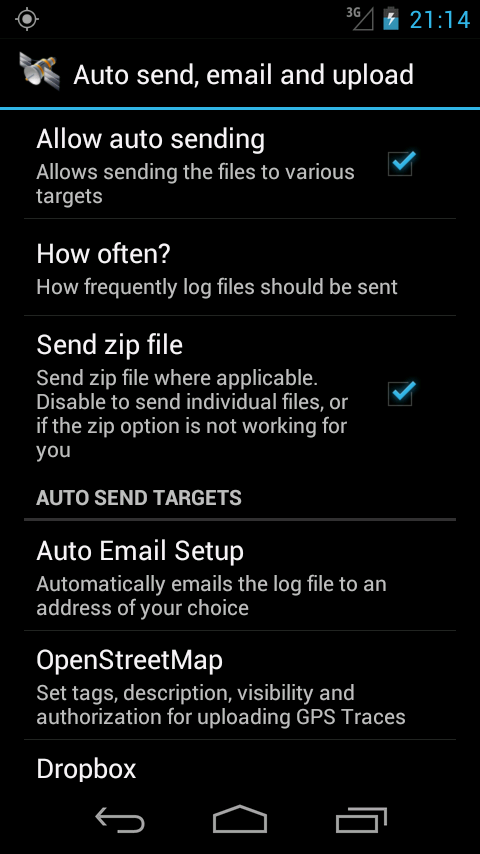 3G 21:14
Auto send, email and upload
Allow auto sending
Allows sending the files to various
targets
How often?
How frequently log files should be sent
Send zip file
Send zip file where applicable.
Disable to send individual files, or
if the zip option is not working for
you
AUTO SEND TARGETS
Auto Email Setup
Automatically emails the log file to an
address of your choice
OpenStreetMap
Set tags, description, visibility and
authorization for uploading GPS Traces
Dropbox